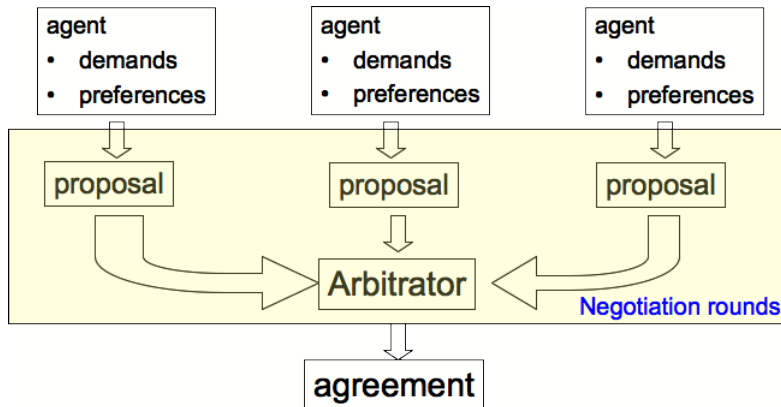 agent
• demands
• preferences
agent
• demands
• preferences
agent
• demands
• preferences
proposal
proposal
proposal
Arbitrator
Negotiation rounds
agreement